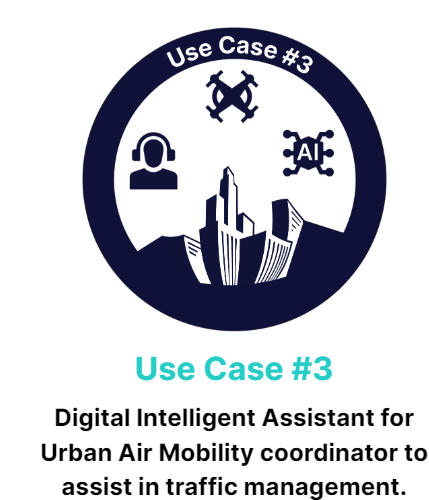 Use Case #3
AI
Use Case #3
Digital Intelligent Assistant for
Urban Air Mobility coordinator to
assist in traffic management.